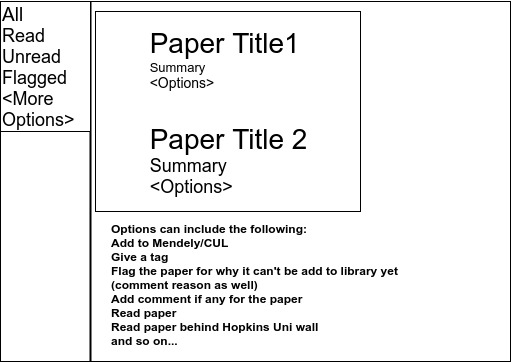 All
Read
Unread
Flagged
<More
Options>
Paper Title1
Summary
<Options>
Paper Title 2
Summary
<Options>
Options can include the following:
Add to Mendely/CUL
Give a tag
Flag the paper for why it can't be add to library yet
(comment reason as well)
Add comment if any for the paper
Read paper
Read paper behind Hopkins Uni wall
and so on...